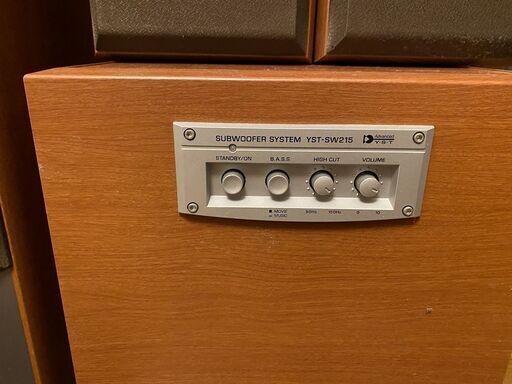 SUBWOOFER SYSTEM YST-SW215
Advanced
Y·S·T
STANDBY/ON B.A.S.S HIGH CUT VOLUME
MOVIE
MUSIC
50Hz 150Hz 0 10